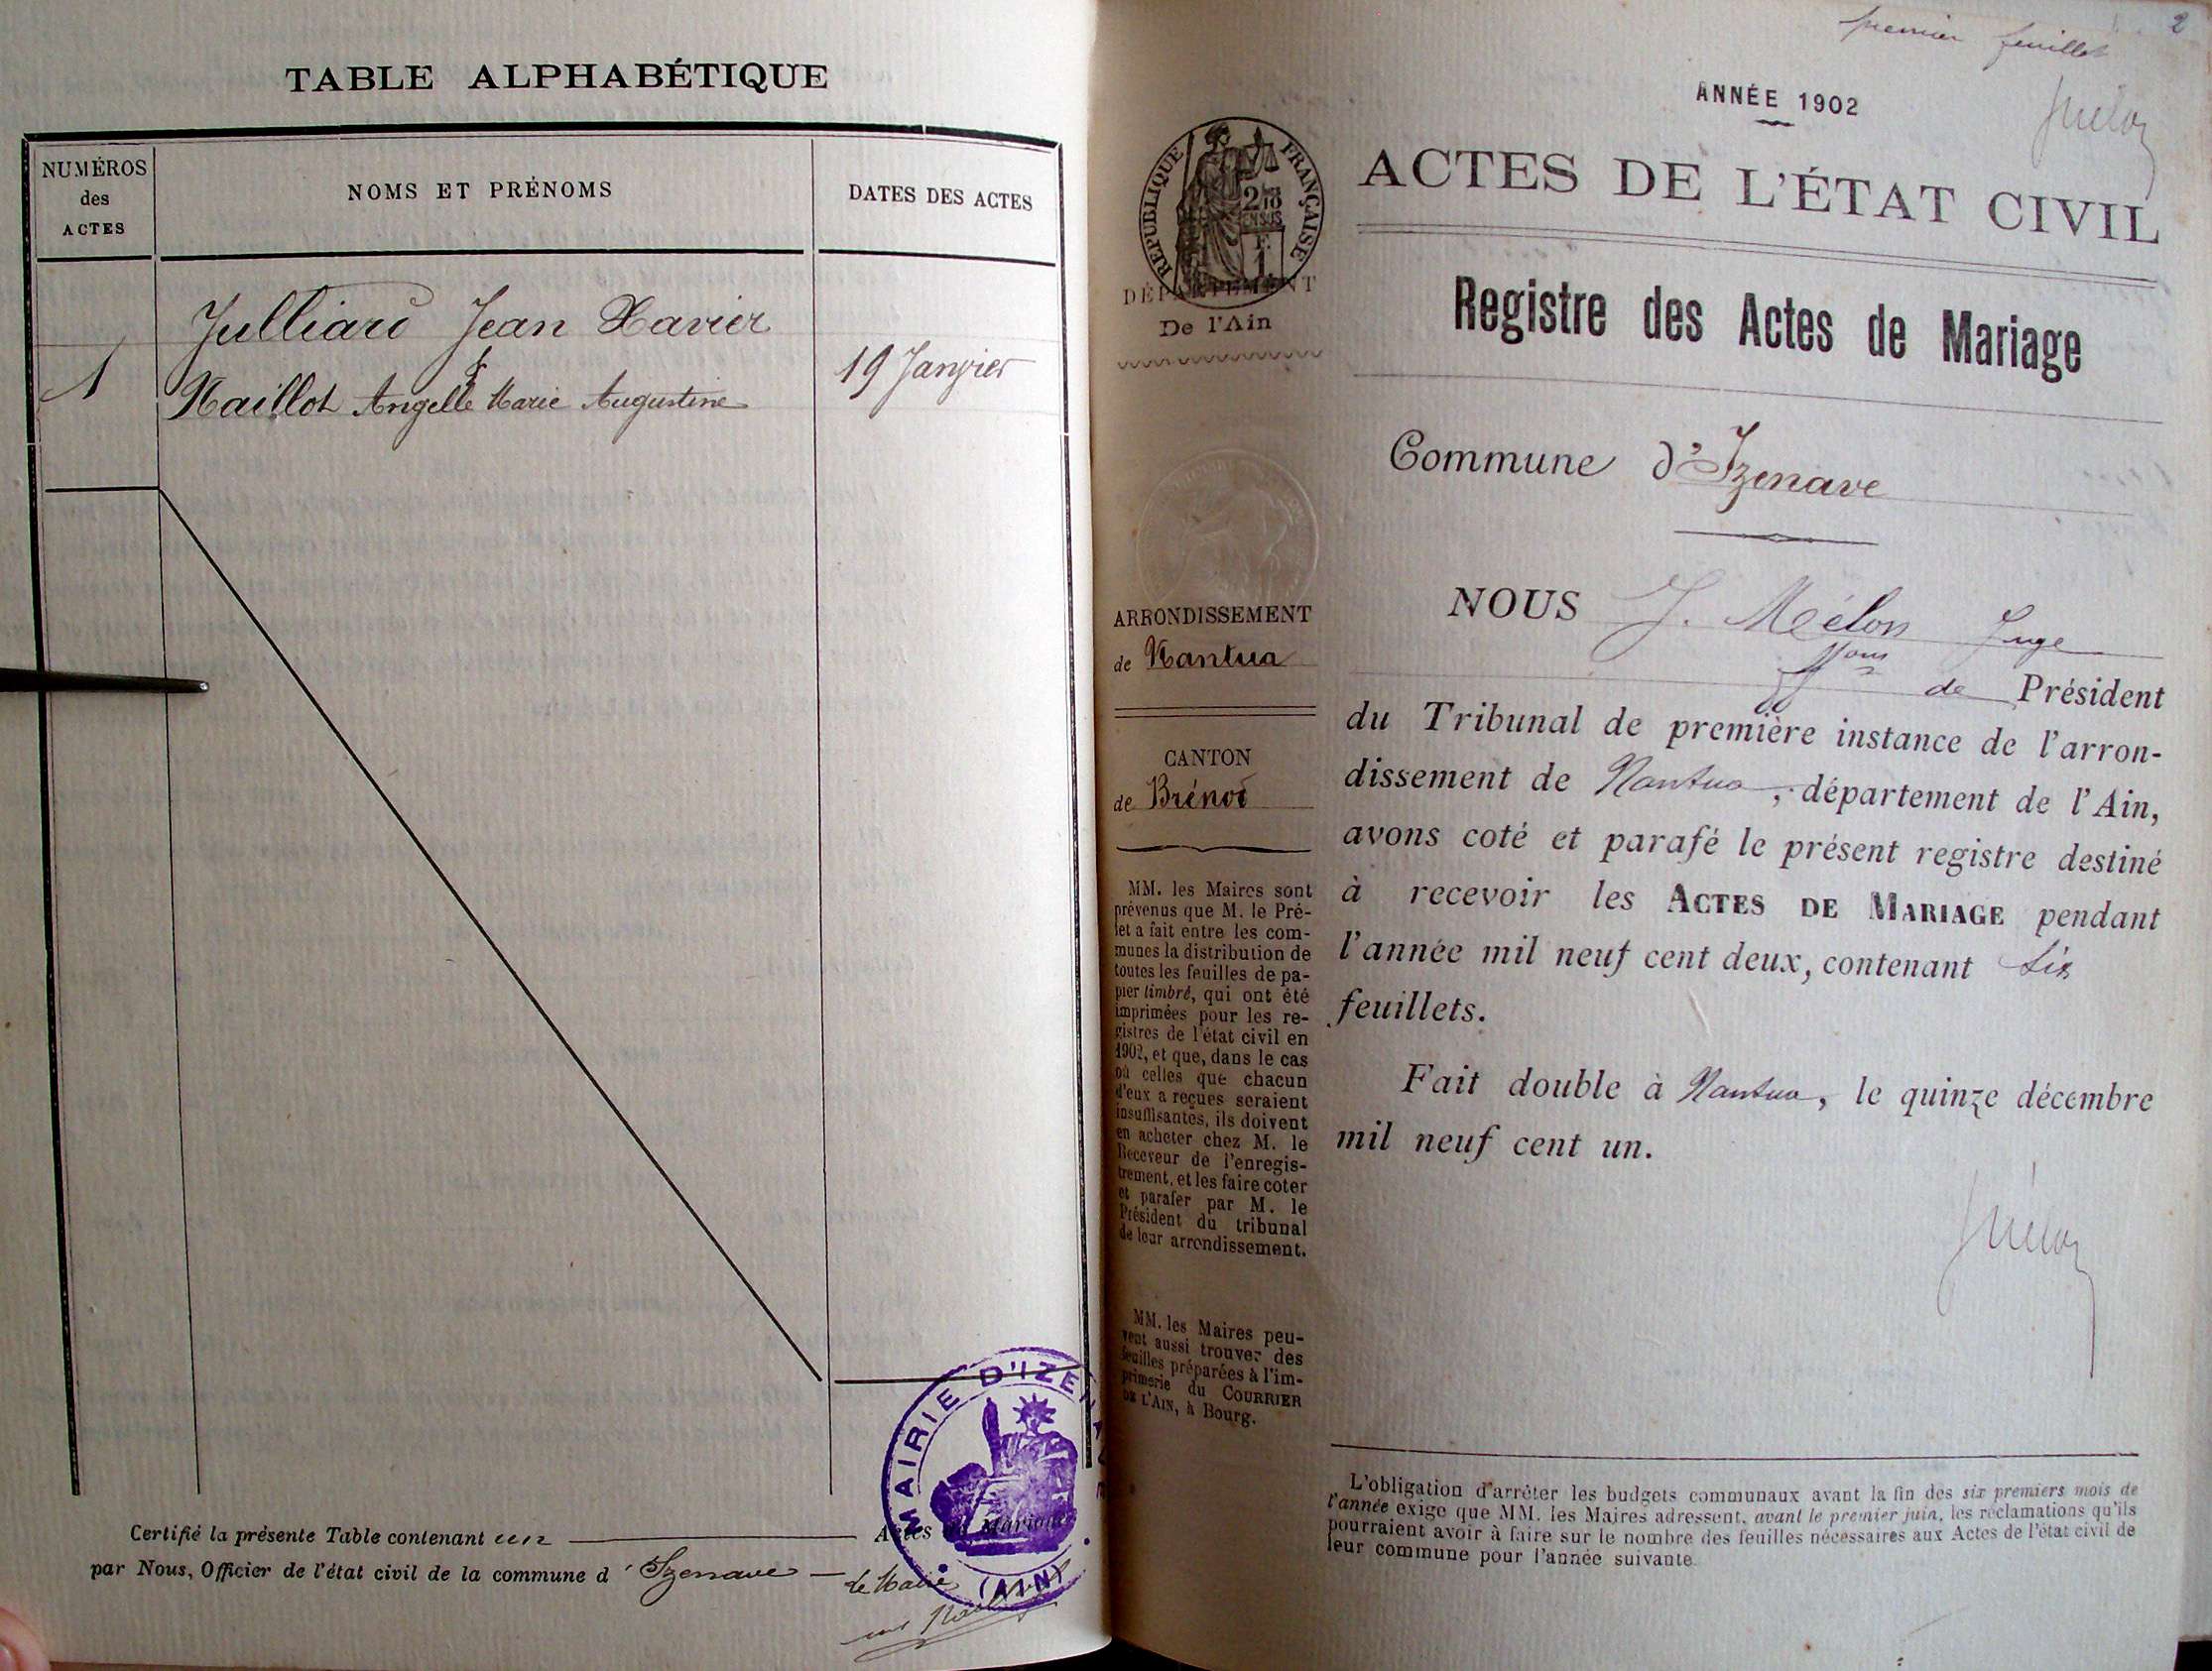 TABLE ALPHABÉTIQUE
NUMÉROS
des
ACTES
NOMS ET PRÉNOMS
DATES DES ACTES
Julliard Jean Xavier
&
1
Maillot Angelle Marie Augustine
19 Janvier
Certifié la présente Table contenant un Actes de Mariage
par Nous, Officier de l'état civil de la commune d'Izenave
Le Maire
MAIRIE D'IZENAVE
(AIN)
premier feuillet
2
ANNÉE 1902
RÉPUBLIQUE FRANÇAISE
DÉPARTEMENT
De l'Ain
ARRONDISSEMENT
de Nantua
CANTON
de Brénod
MM. les Maires sont
prévenus que M. le Pré-
fet a fait entre les com-
munes la distribution de
toutes les feuilles de pa-
pier timbré, qui ont été
imprimées pour les re-
gistres de l'état civil en
1902, et que, dans le cas
où celles que chacun
d'eux a reçues seraient
insuffisantes, ils doivent
en acheter chez M. le
Receveur de l'enregis-
trement, et les faire coter
et parafer par M. le
Président du tribunal
de leur arrondissement.
MM. les Maires peu-
vent aussi trouver des
feuilles préparées à l'im-
primerie du COURRIER
DE L'AIN, à Bourg.
ACTES DE L'ÉTAT CIVIL
Registre des Actes de Mariage
Commune d'Izenave
NOUS J. Mélon Juge
de Président
du Tribunal de première instance de l'arron-
dissement de Nantua, département de l'Ain,
avons coté et parafé le présent registre destiné
à recevoir les ACTES DE MARIAGE pendant
l'année mil neuf cent deux, contenant six
feuillets.
Fait double à Nantua, le quinze décembre
mil neuf cent un.
L'obligation d'arrêter les budgets communaux avant la fin des six premiers mois de
l'année exige que MM. les Maires adressent, avant le premier juin, les réclamations qu'ils
pourraient avoir à faire sur le nombre des feuilles nécessaires aux Actes de l'état civil de
leur commune pour l'année suivante.